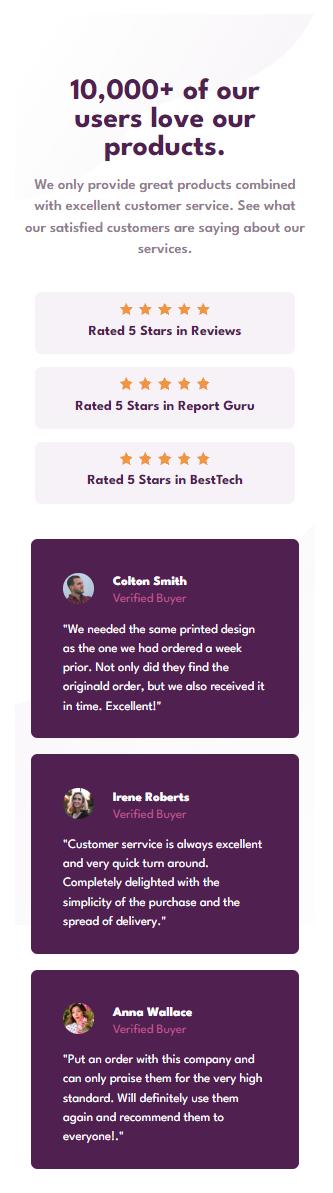 10,000+ of our
users love our
products.
We only provide great products combined
with excellent customer service. See what
our satisfied customers are saying about our
services.
Rated 5 Stars in Reviews
Rated 5 Stars in Report Guru
Rated 5 Stars in BestTech
Colton Smith
Verified Buyer
"We needed the same printed design
as the one we had ordered a week
prior. Not only did they find the
originald order, but we also received it
in time. Excellent!"
Irene Roberts
Verified Buyer
"Customer serrvice is always excellent
and very quick turn around.
Completely delighted with the
simplicity of the purchase and the
spread of delivery."
Anna Wallace
Verified Buyer
"Put an order with this company and
can only praise them for the very high
standard. Will definitely use them
again and recommend them to
everyone!."